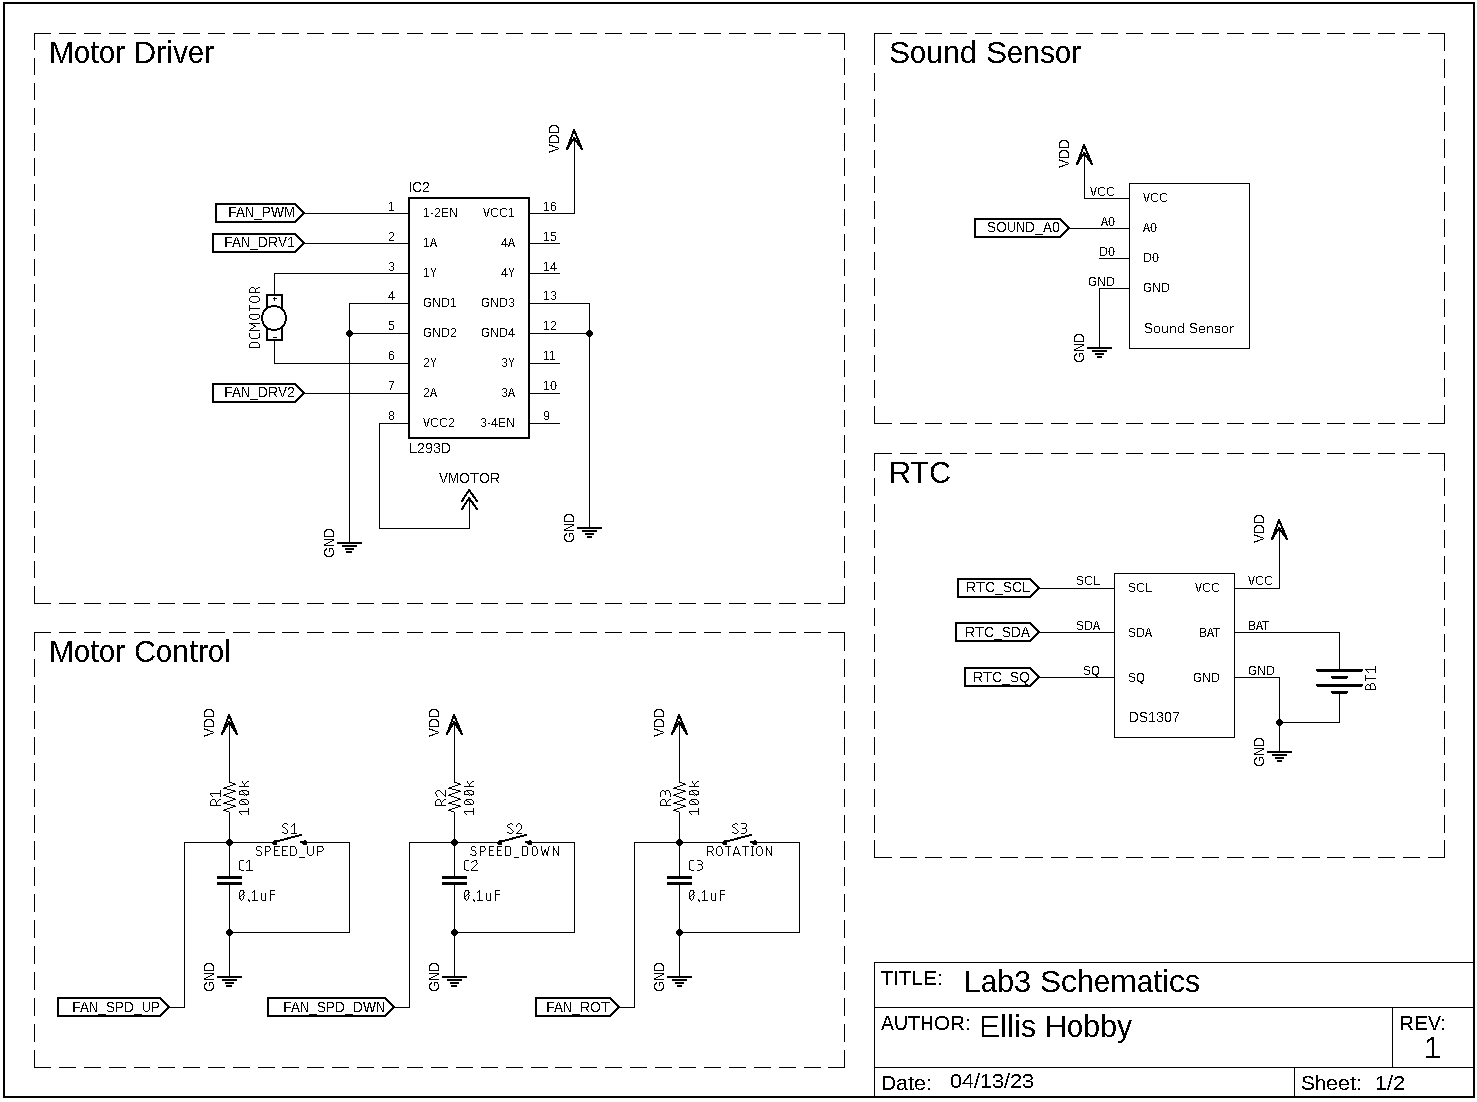 Motor Driver
VDD
IC2
FAN_PWM 1 1-2EN VCC1 16
FAN_DRV1 2 1A 4A 15
3 1Y 4Y 14
DCMOTOR + -
4 GND1 GND3 13
5 GND2 GND4 12
6 2Y 3Y 11
FAN_DRV2 7 2A 3A 10
8 VCC2 3-4EN 9
L293D
VMOTOR
GND
GND
Sound Sensor
VDD
VCC VCC
SOUND_A0 A0 A0
D0 D0
GND GND
Sound Sensor
GND
RTC
VDD
RTC_SCL SCL SCL VCC VCC
RTC_SDA SDA SDA BAT BAT
RTC_SQ SQ SQ GND GND
BT1
DS1307
GND
Motor Control
VDD VDD VDD
R1 100k R2 100k R3 100k
S1 S2 S3
SPEED_UP SPEED_DOWN ROTATION
C1 C2 C3
0.1uF 0.1uF 0.1uF
GND GND GND
FAN_SPD_UP FAN_SPD_DWN FAN_ROT
TITLE: Lab3 Schematics
AUTHOR: Ellis Hobby REV:
1
Date: 04/13/23 Sheet: 1/2